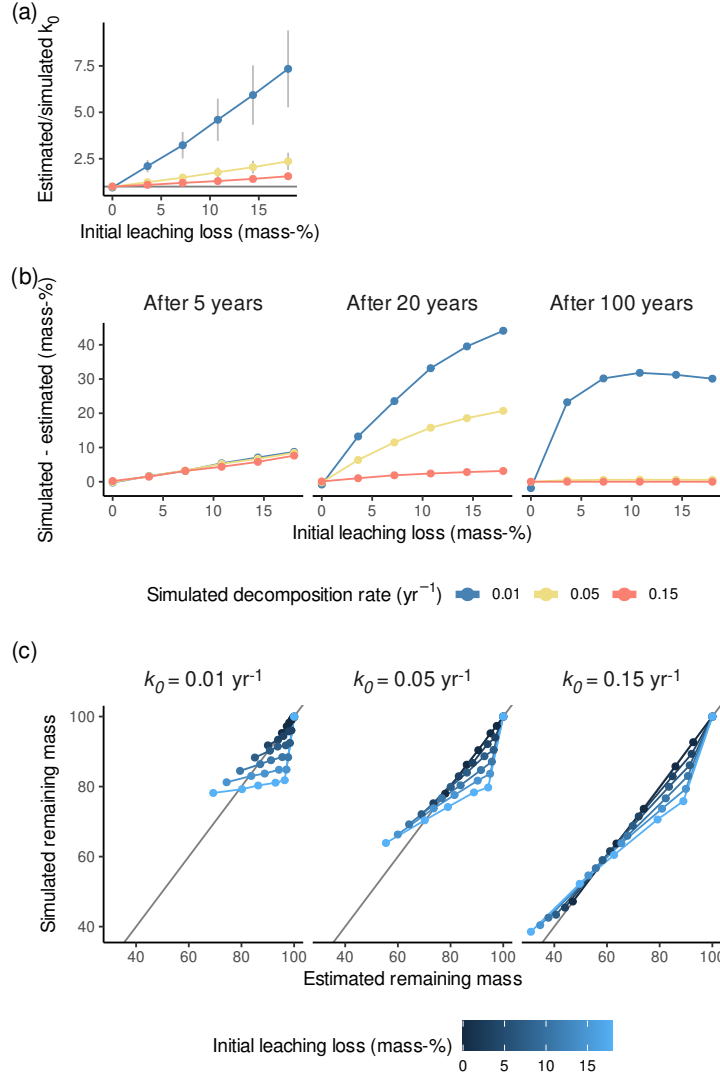 (a)
Estimated/simulated k0
7.5
5.0
2.5
0 5 10 15
Initial leaching loss (mass-%)
(b)
Simulated - estimated (mass-%)
After 5 years After 20 years After 100 years
40
30
20
10
0
0 5 10 15 0 5 10 15 0 5 10 15
Initial leaching loss (mass-%)
Simulated decomposition rate (yr⁻¹) 0.01 0.05 0.15
(c)
k0 = 0.01 yr-1 k0 = 0.05 yr-1 k0 = 0.15 yr-1
Simulated remaining mass
100
80
60
40
40 60 80 100 40 60 80 100 40 60 80 100
Estimated remaining mass
Initial leaching loss (mass-%)
0 5 10 15